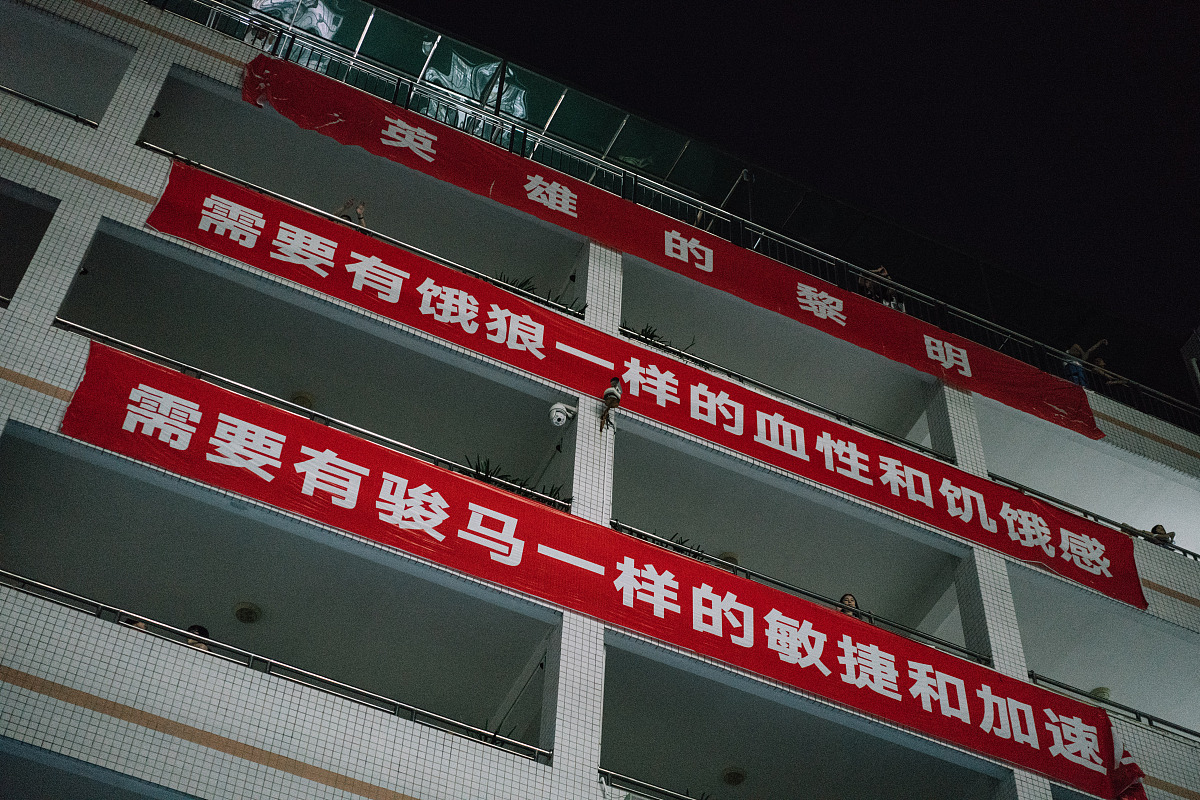 英雄的黎明
需要有饿狼一样的血性和饥饿感
需要有骏马一样的敏捷和加速